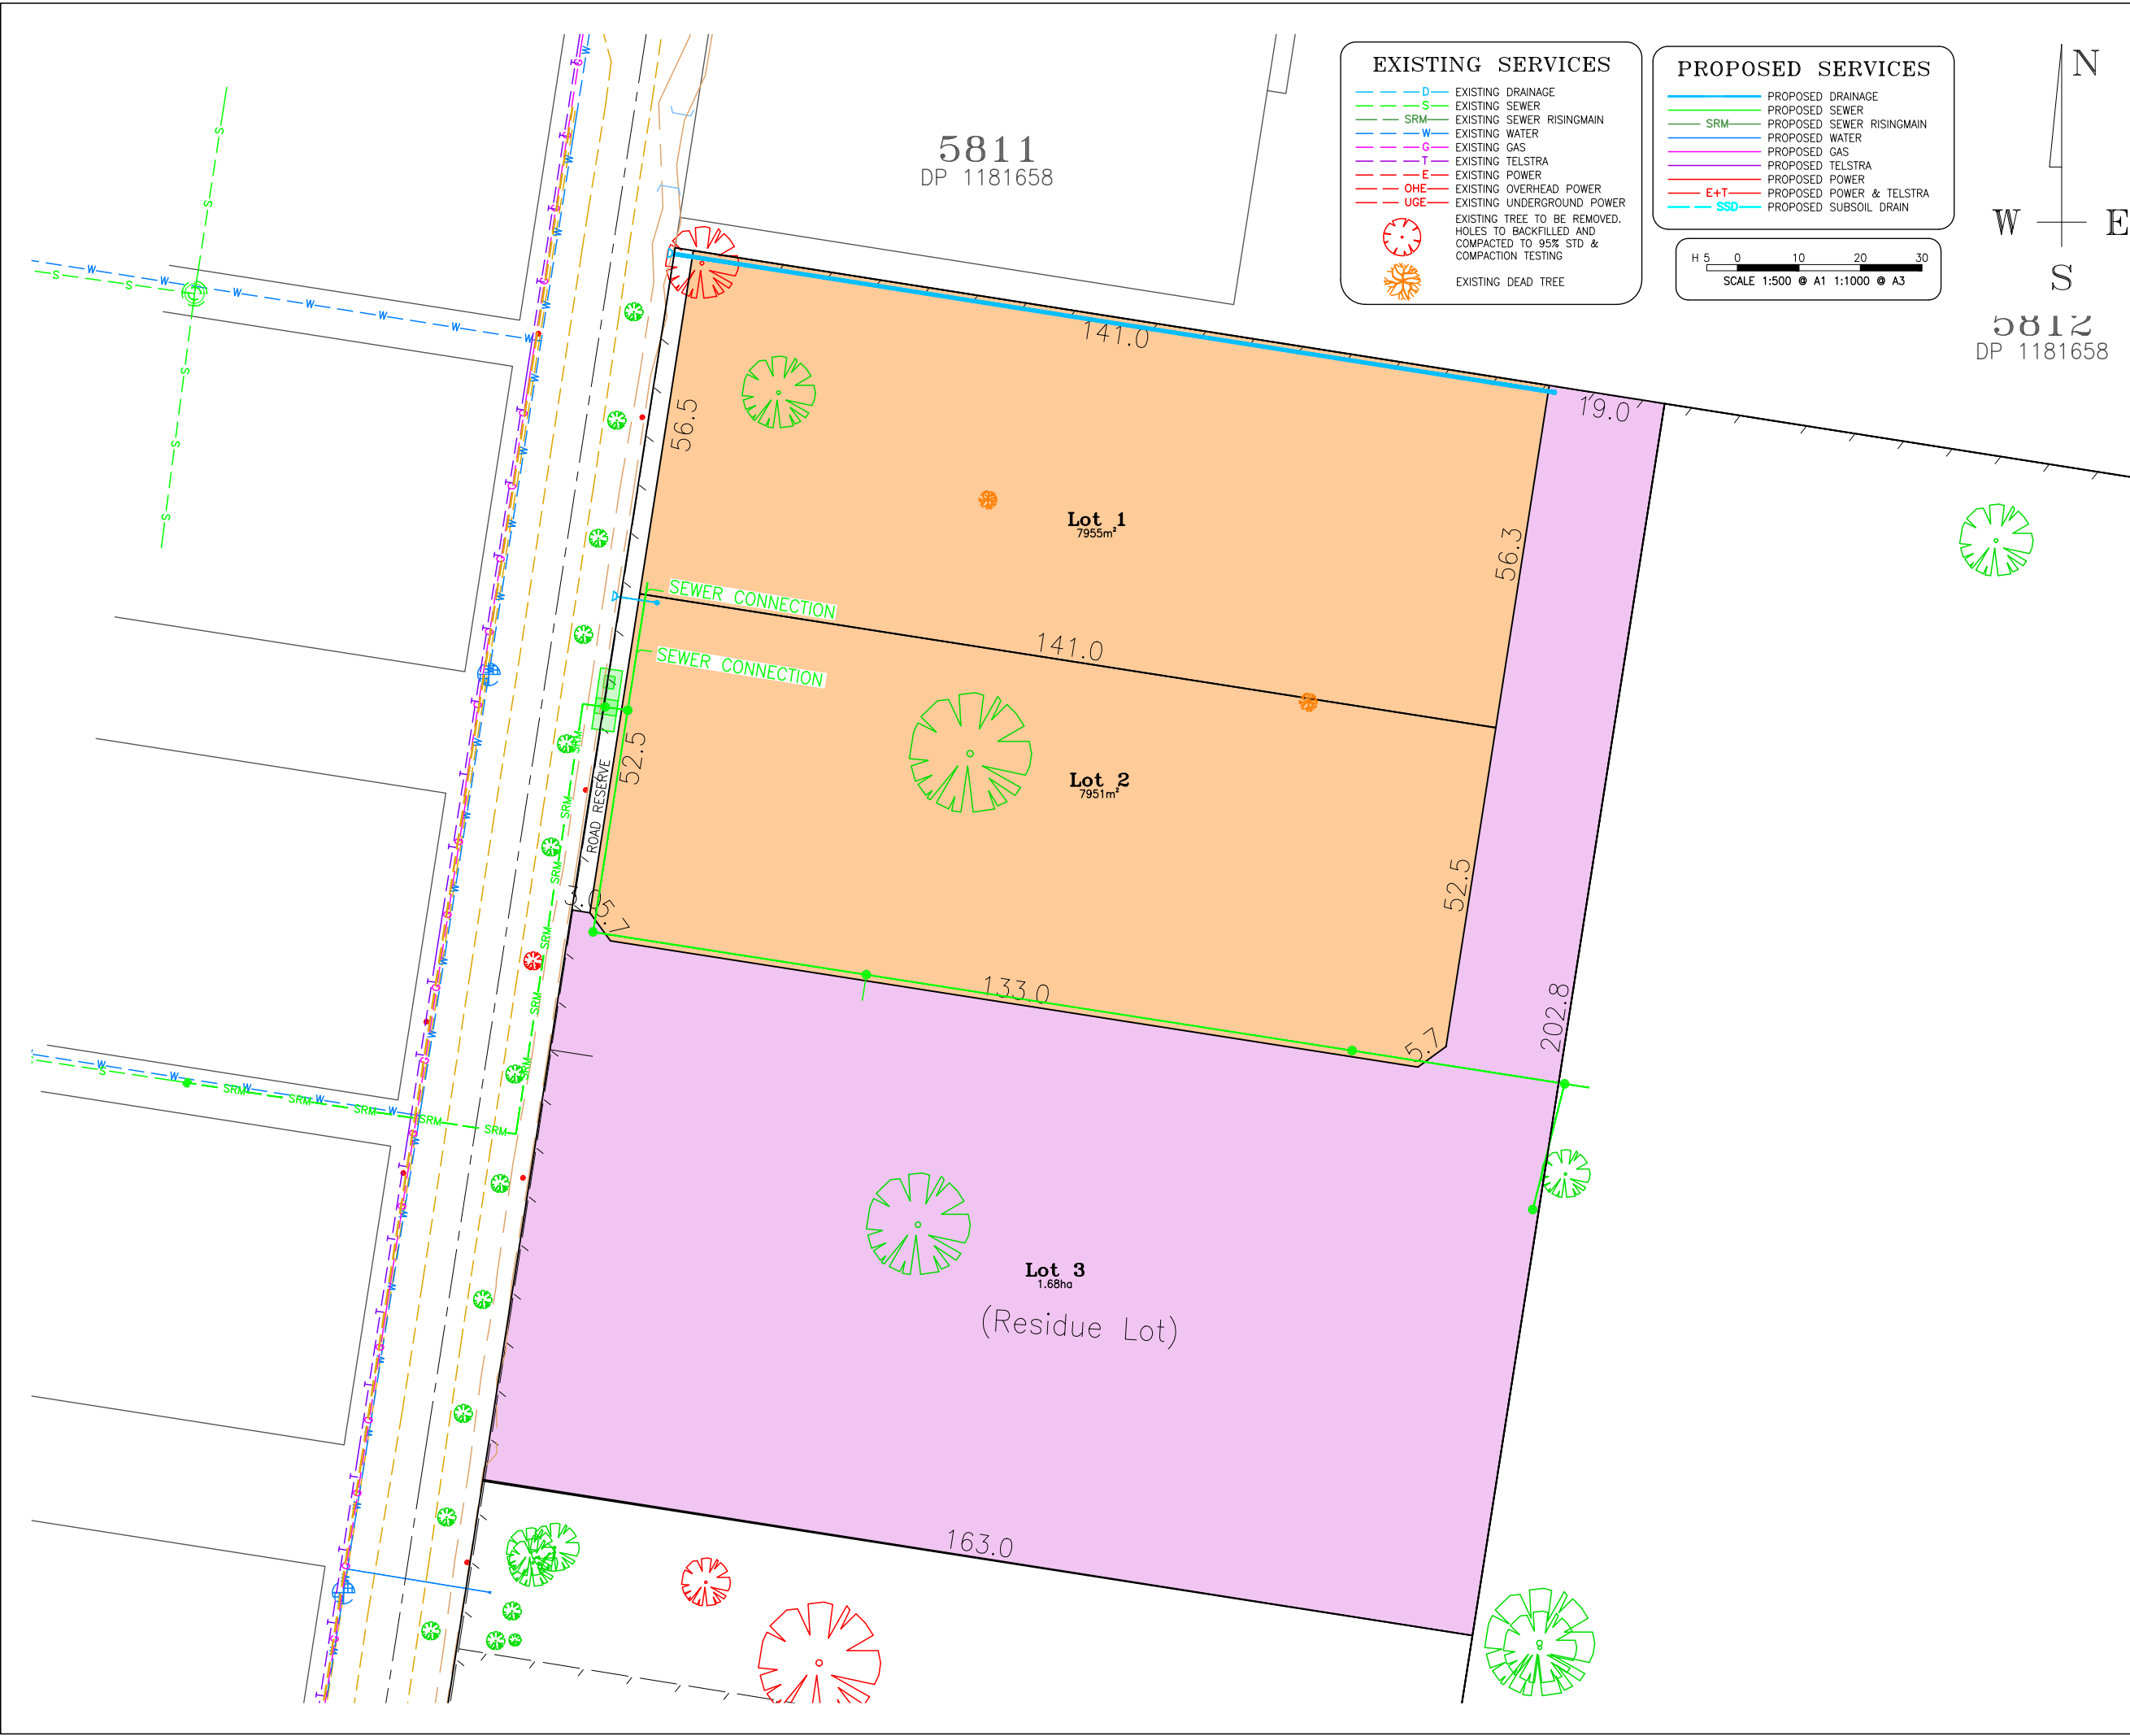 EXISTING SERVICES
D EXISTING DRAINAGE
S EXISTING SEWER
SRM EXISTING SEWER RISINGMAIN
W EXISTING WATER
G EXISTING GAS
T EXISTING TELSTRA
E EXISTING POWER
OHE EXISTING OVERHEAD POWER
UGE EXISTING UNDERGROUND POWER
EXISTING TREE TO BE REMOVED.
HOLES TO BACKFILLED AND
COMPACTED TO 95% STD &
COMPACTION TESTING
EXISTING DEAD TREE
PROPOSED SERVICES
PROPOSED DRAINAGE
PROPOSED SEWER
SRM PROPOSED SEWER RISINGMAIN
PROPOSED WATER
PROPOSED GAS
PROPOSED TELSTRA
PROPOSED POWER
E+T PROPOSED POWER & TELSTRA
SSD PROPOSED SUBSOIL DRAIN
N
W E
S
H 5 0 10 20 30
SCALE 1:500 @ A1 1:1000 @ A3
5811
DP 1181658
5812
DP 1181658
141.0
19.0
56.5
Lot 1
7955m²
56.3
SEWER CONNECTION
141.0
SEWER CONNECTION
52.5
ROAD RESERVE
Lot 2
7951m²
52.5
5.7
133.0
5.7
202.8
Lot 3
1.68ha
(Residue Lot)
163.0